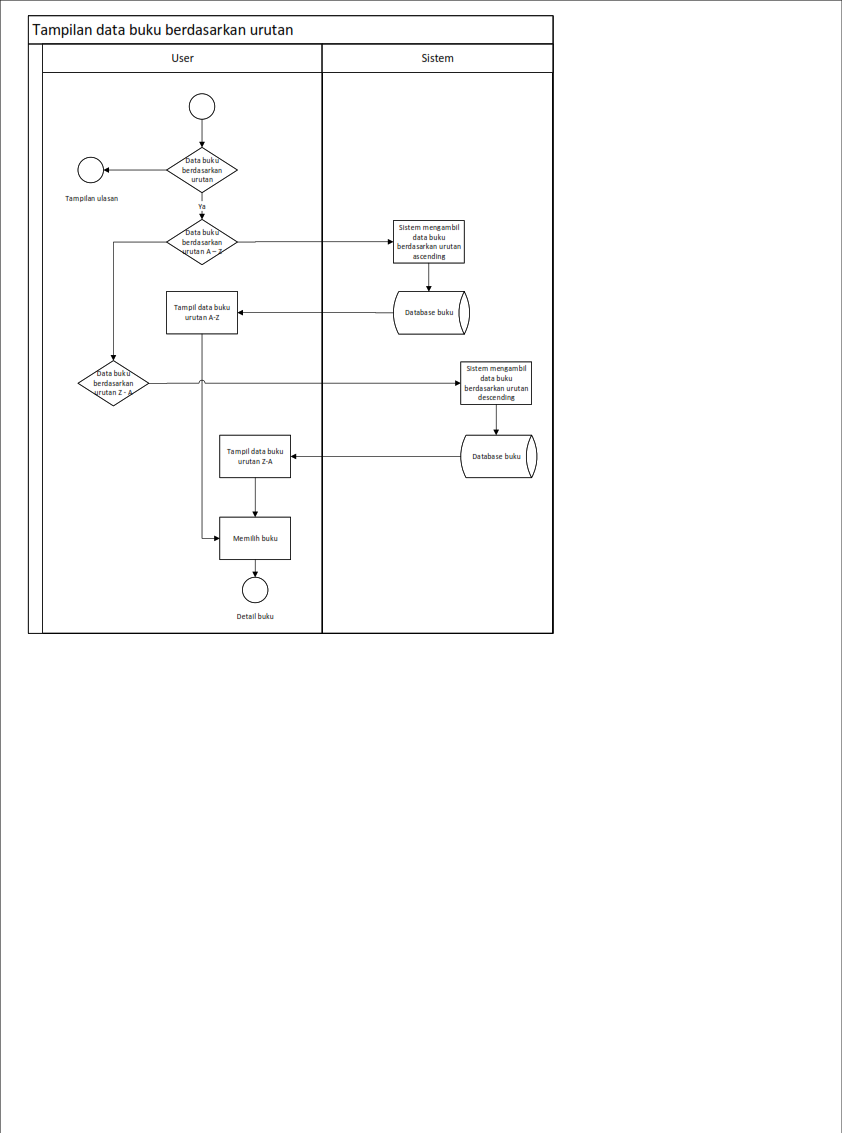 Tampilan data buku berdasarkan urutan
User
Sistem
Data buku
berdasarkan
urutan
Tampilan ulasan
Ya
Data buku
berdasarkan
urutan A – Z
Sistem mengambil
data buku
berdasarkan urutan
ascending
Tampil data buku
urutan A-Z
Database buku
Data buku
berdasarkan
urutan Z - A
Sistem mengambil
data buku
berdasarkan urutan
descending
Tampil data buku
urutan Z-A
Database buku
Memilih buku
Detail buku